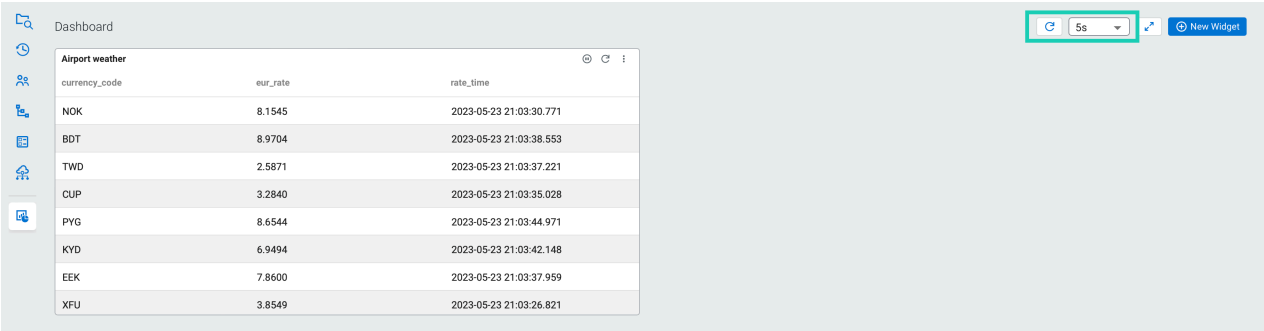 Dashboard
5s
New Widget
Airport weather
currency_code eur_rate rate_time
NOK 8.1545 2023-05-23 21:03:30.771
BDT 8.9704 2023-05-23 21:03:38.553
TWD 2.5871 2023-05-23 21:03:37.221
CUP 3.2840 2023-05-23 21:03:35.028
PYG 8.6544 2023-05-23 21:03:44.971
KYD 6.9494 2023-05-23 21:03:42.148
EEK 7.8600 2023-05-23 21:03:37.959
XFU 3.8549 2023-05-23 21:03:26.821